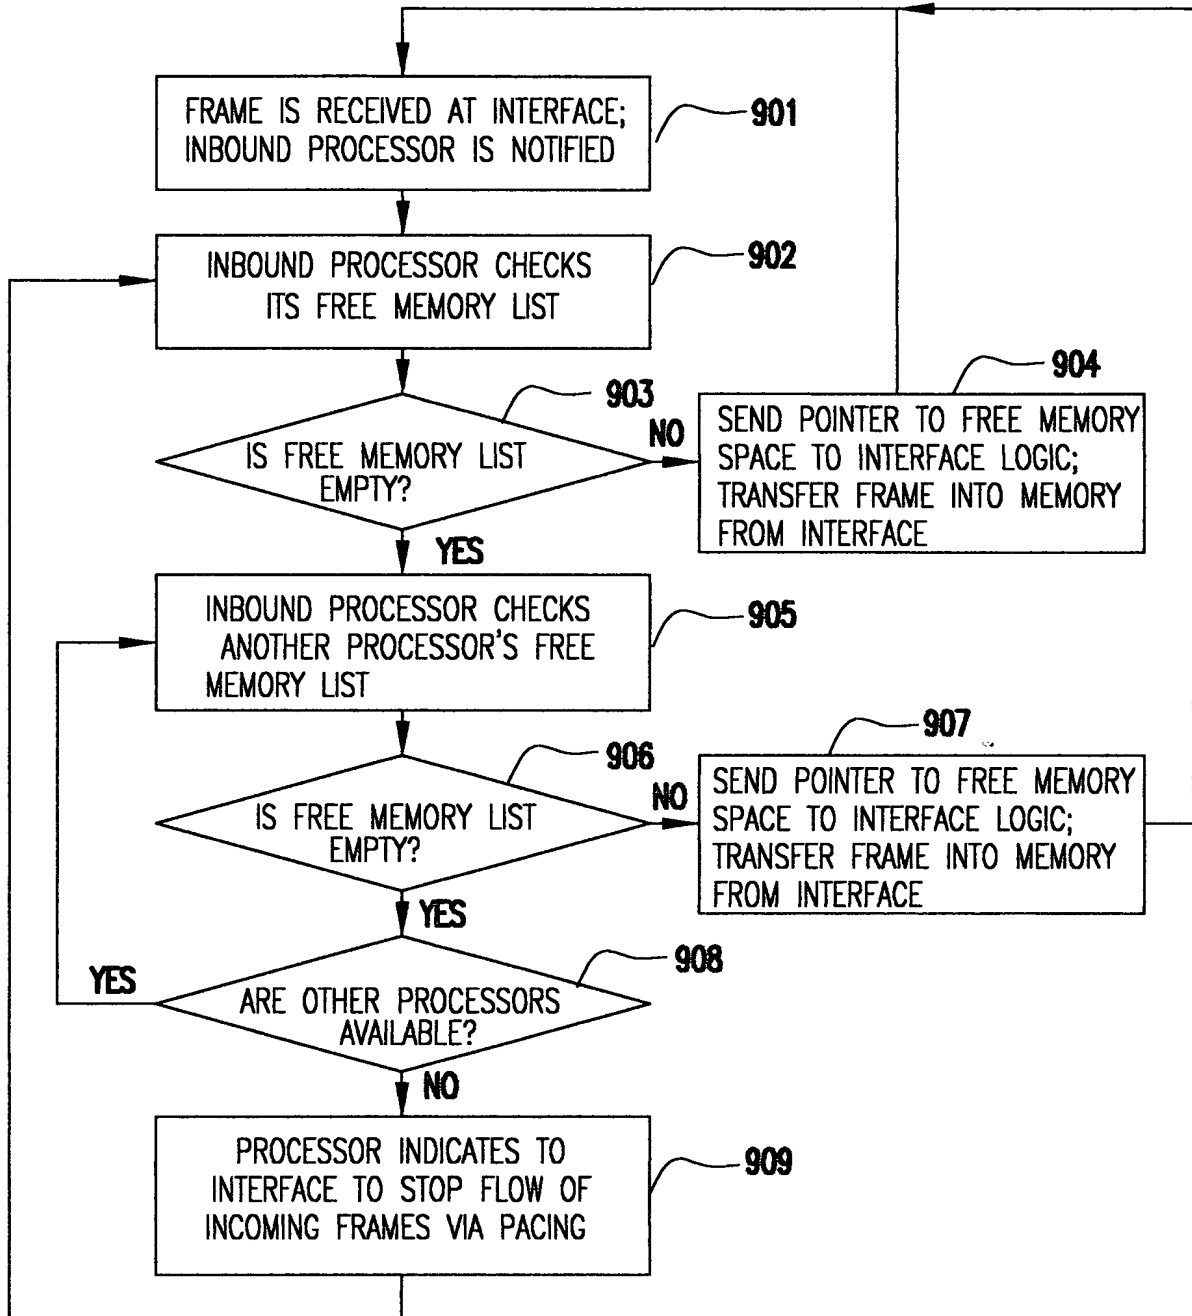 FRAME IS RECEIVED AT INTERFACE;
INBOUND PROCESSOR IS NOTIFIED
901
INBOUND PROCESSOR CHECKS
ITS FREE MEMORY LIST
902
903
IS FREE MEMORY LIST
EMPTY?
NO
904
SEND POINTER TO FREE MEMORY
SPACE TO INTERFACE LOGIC;
TRANSFER FRAME INTO MEMORY
FROM INTERFACE
YES
INBOUND PROCESSOR CHECKS
ANOTHER PROCESSOR'S FREE
MEMORY LIST
905
906
IS FREE MEMORY LIST
EMPTY?
NO
907
SEND POINTER TO FREE MEMORY
SPACE TO INTERFACE LOGIC;
TRANSFER FRAME INTO MEMORY
FROM INTERFACE
YES
908
ARE OTHER PROCESSORS
AVAILABLE?
YES
NO
PROCESSOR INDICATES TO
INTERFACE TO STOP FLOW OF
INCOMING FRAMES VIA PACING
909